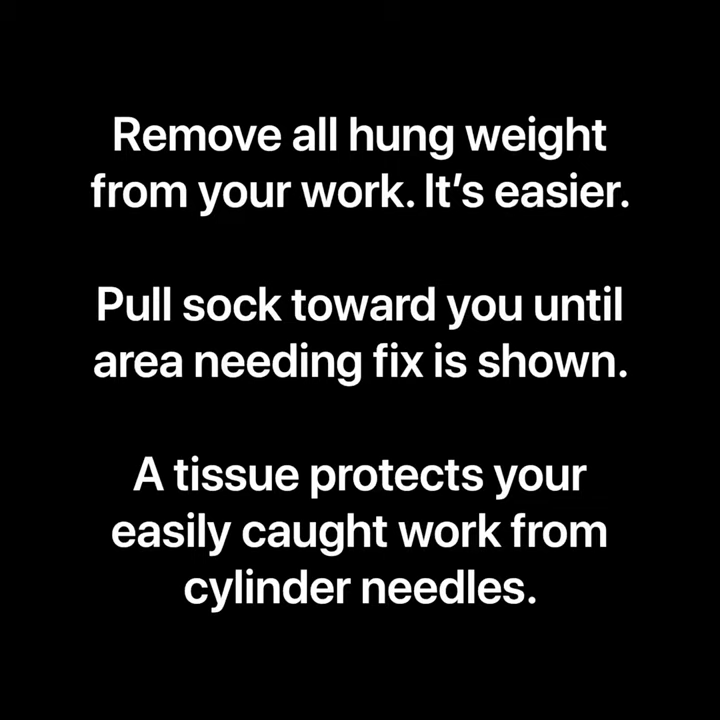 Remove all hung weight
from your work. It’s easier.
Pull sock toward you until
area needing fix is shown.
A tissue protects your
easily caught work from
cylinder needles.